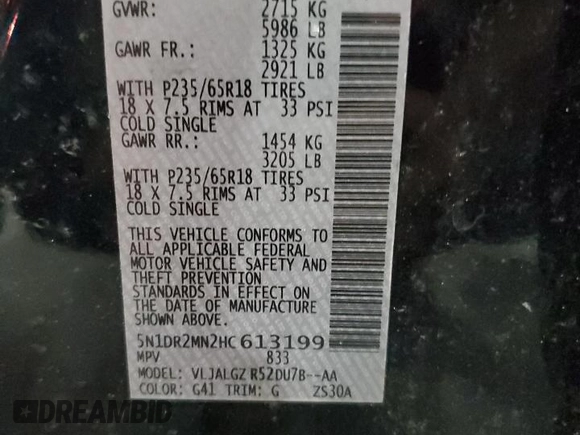 GVWR: 2715 KG
5986 LB
GAWR FR.: 1325 KG
2921 LB
WITH P235/65R18 TIRES
18 X 7.5 RIMS AT 33 PSI
COLD SINGLE
GAWR RR.: 1454 KG
3205 LB
WITH P235/65R18 TIRES
18 X 7.5 RIMS AT 33 PSI
COLD SINGLE
THIS VEHICLE CONFORMS TO
ALL APPLICABLE FEDERAL
MOTOR VEHICLE SAFETY AND
THEFT PREVENTION
STANDARDS IN EFFECT ON
THE DATE OF MANUFACTURE
SHOWN ABOVE.
5N1DR2MN2HC613199
MPV 833
MODEL: VLJALGZ R52DU7B--AA
COLOR: G41 TRIM: G ZS30A
DREAMBID